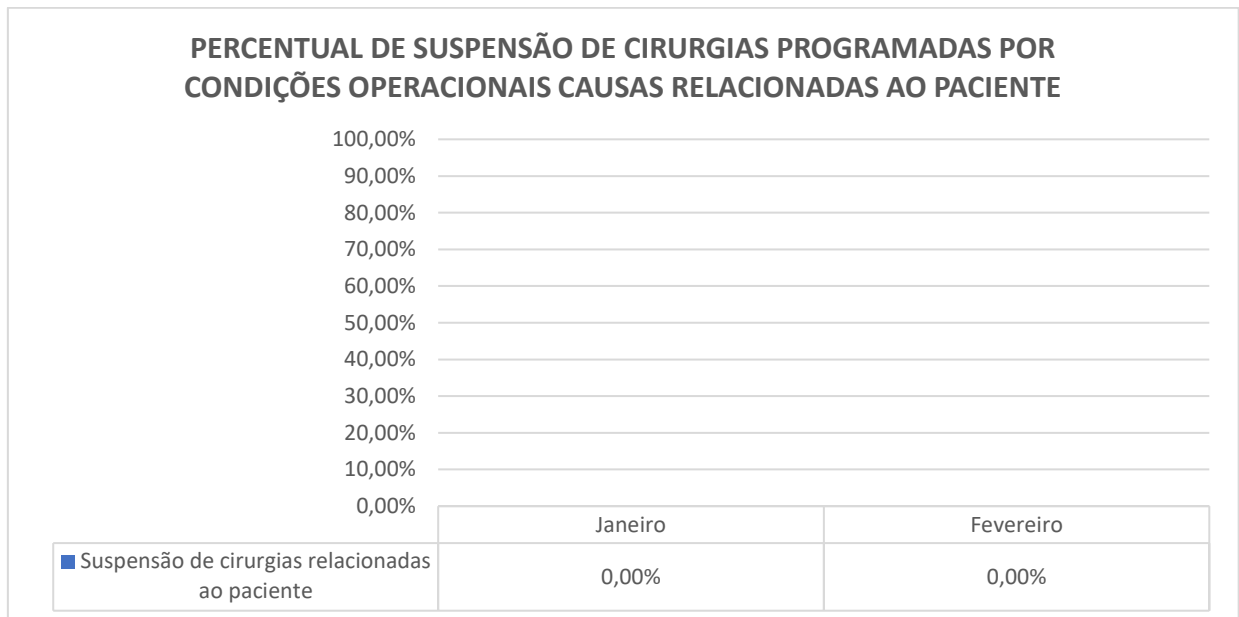 PERCENTUAL DE SUSPENSÃO DE CIRURGIAS PROGRAMADAS POR
CONDIÇÕES OPERACIONAIS CAUSAS RELACIONADAS AO PACIENTE
100,00%
90,00%
80,00%
70,00%
60,00%
50,00%
40,00%
30,00%
20,00%
10,00%
0,00%
Janeiro Fevereiro
Suspensão de cirurgias relacionadas
ao paciente
0,00% 0,00%